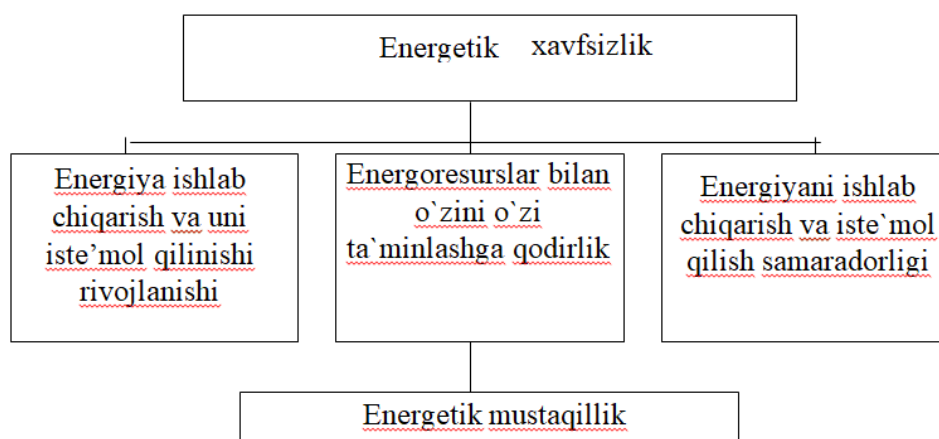 Energetik xavfsizlik
Energiya ishlab
chiqarish va uni
iste’mol qilinishi
rivojlanishi
Energoresurslar bilan
o`zini o`zi
ta`minlashga qodirlik
Energiyani ishlab
chiqarish va iste`mol
qilish samaradorligi
Energetik mustaqillik